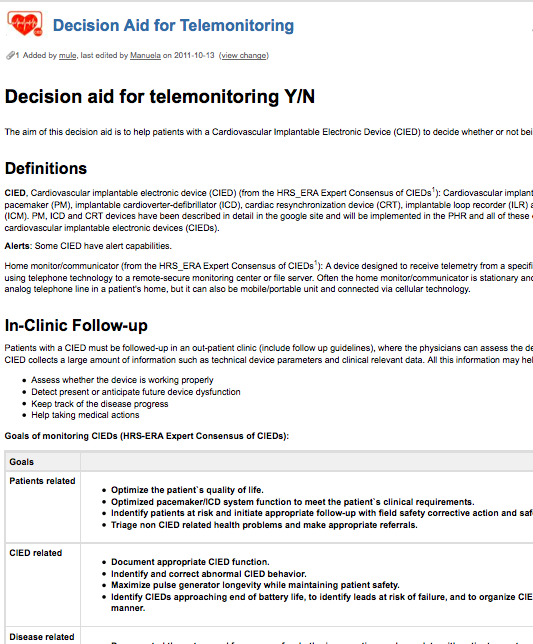 Decision Aid for Telemonitoring
1 Added by mule, last edited by Manuela on 2011-10-13 (view change)
Decision aid for telemonitoring Y/N
The aim of this decision aid is to help patients with a Cardiovascular Implantable Electronic Device (CIED) to decide whether or not bei
Definitions
CIED, Cardiovascular implantable electronic device (CIED) (from the HRS_ERA Expert Consensus of CIEDs1): Cardiovascular implant
pacemaker (PM), implantable cardioverter-defibrillator (ICD), cardiac resynchronization device (CRT), implantable loop recorder (ILR) a
(ICM). PM, ICD and CRT devices have been described in detail in the google site and will be implemented in the PHR and all of these
cardiovascular implantable electronic devices (CIEDs).
Alerts: Some CIED have alert capabilities.
Home monitor/communicator (from the HRS_ERA Expert Consensus of CIEDs1): A device designed to receive telemetry from a specifi
using telephone technology to a remote-secure monitoring center or file server. Often the home monitor/communicator is stationary and
analog telephone line in a patient's home, but it can also be mobile/portable unit and connected via cellular technology.
In-Clinic Follow-up
Patients with a CIED must be followed-up in an out-patient clinic (include follow up guidelines), where the physicians can assess the de
CIED collects a large amount of information such as technical device parameters and clinical relevant data. All this information may hel
• Assess whether the device is working properly
• Detect present or anticipate future device dysfunction
• Keep track of the disease progress
• Help taking medical actions
Goals of monitoring CIEDs (HRS-ERA Expert Consensus of CIEDs):
Goals
Patients related
• Optimize the patient`s quality of life.
• Optimized pacemaker/ICD system function to meet the patient`s clinical requirements.
• Indentify patients at risk and initiate appropriate follow-up with field safety corrective action and saf
• Triage non CIED related health problems and make appropriate referrals.
CIED related
• Document appropriate CIED function.
• Indentify and correct abnormal CIED behavior.
• Maximize pulse generator longevity while maintaining patient safety.
• Identify CIEDs approaching end of battery life, to identify leads at risk of failure, and to organize CIE
manner.
Disease related